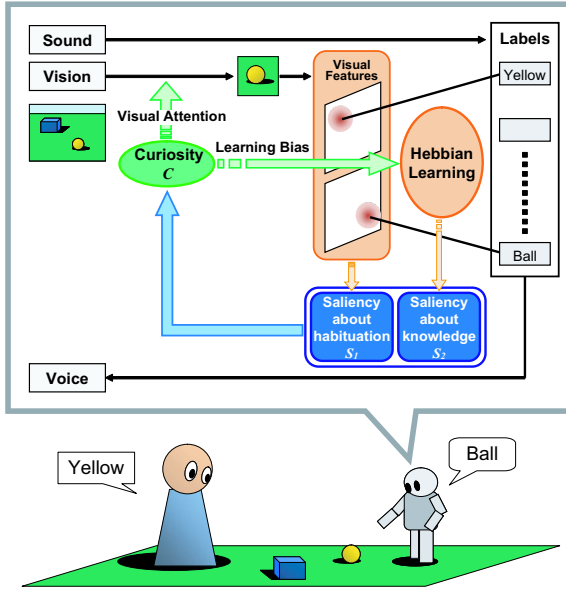 Sound
Labels
Vision
Visual
Features
Yellow
Visual Attention
Curiosity
C
Learning Bias
Hebbian
Learning
Ball
Saliency
about
habituation
S1
Saliency
about
knowledge
S2
Voice
Yellow
Ball